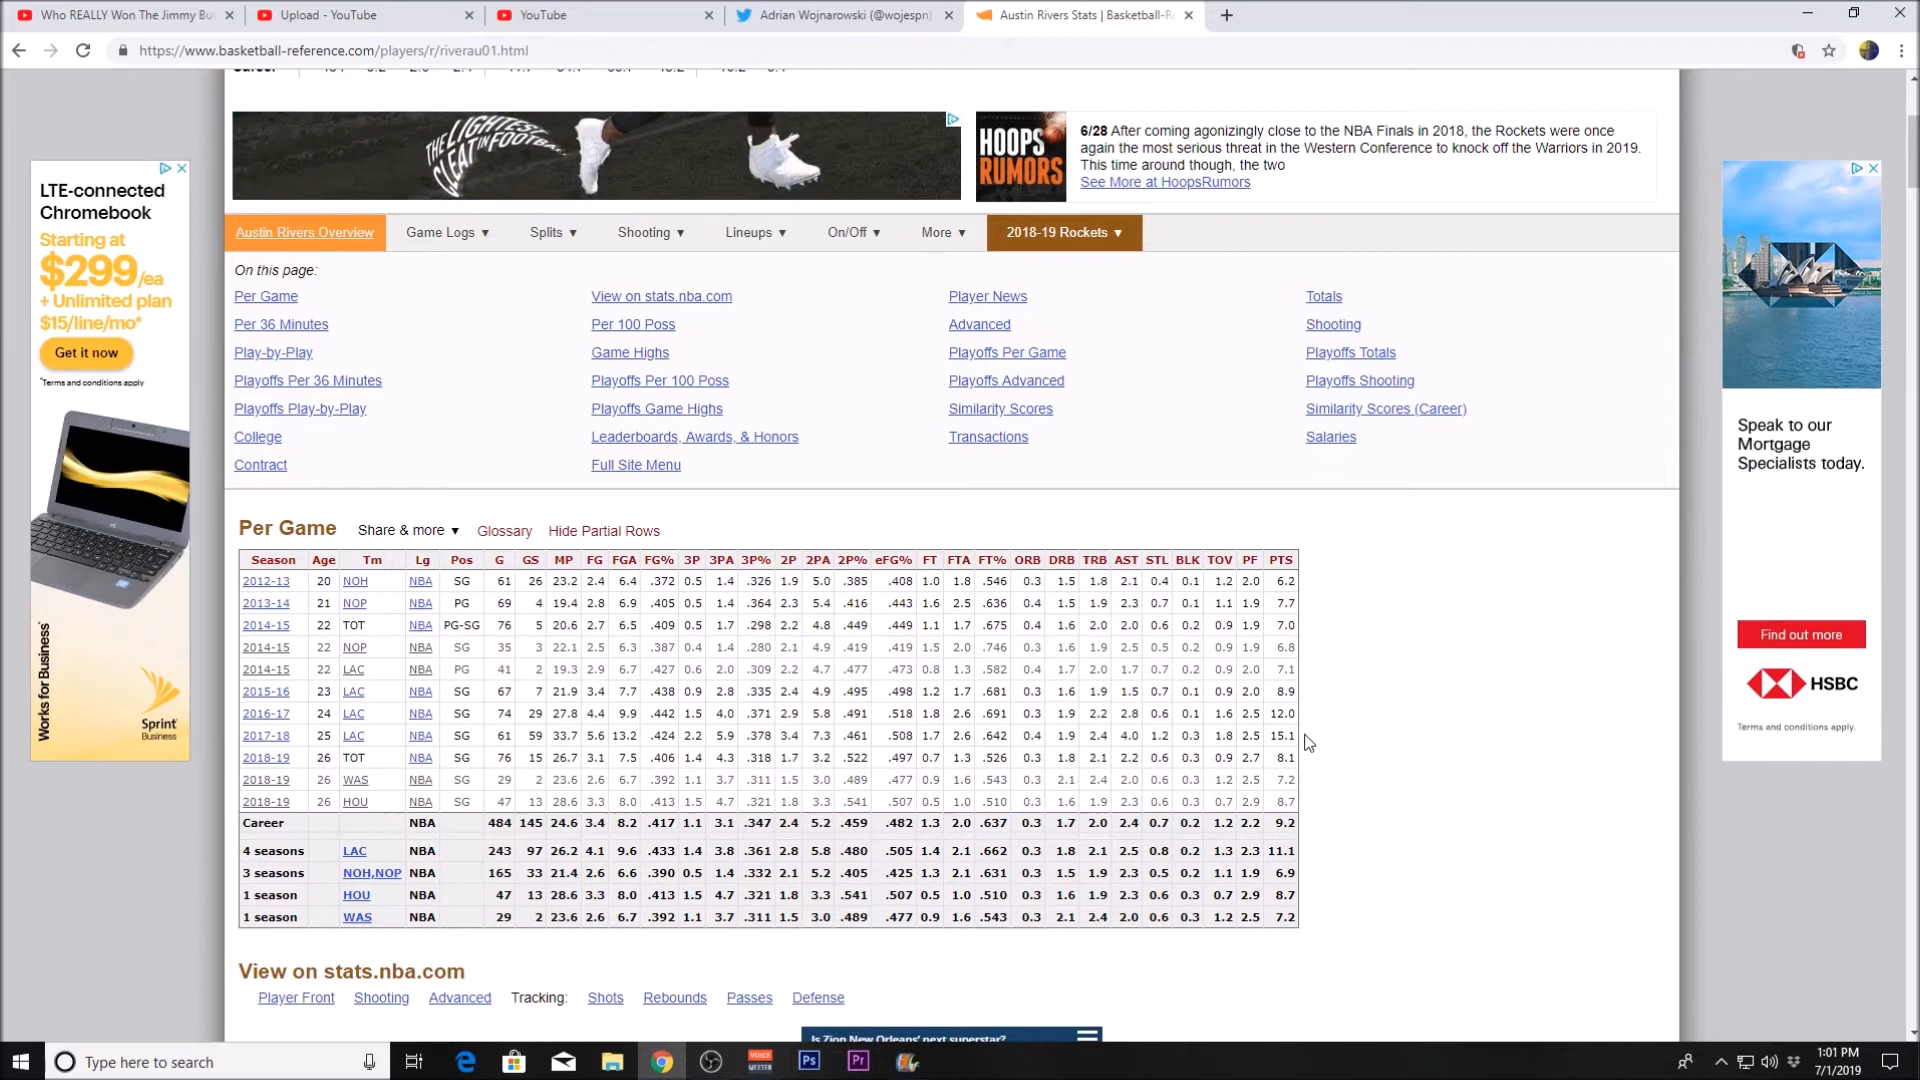 Who REALLY Won The Jimmy Bu
Upload - YouTube
YouTube
Adrian Wojnarowski (@wojespn)
Austin Rivers Stats | Basketball-R
https://www.basketball-reference.com/players/r/riverau01.html
THE LIGHTEST CLEAT IN FOOTBALL
HOOPS RUMORS
6/28 After coming agonizingly close to the NBA Finals in 2018, the Rockets were once
again the most serious threat in the Western Conference to knock off the Warriors in 2019.
This time around though, the two
See More at HoopsRumors
LTE-connected
Chromebook
Starting at
$299/ea
+ Unlimited plan
$15/line/mo*
Get it now
*Terms and conditions apply
Works for Business™
Sprint
Business
Austin Rivers Overview Game Logs ▼ Splits ▼ Shooting ▼ Lineups ▼ On/Off ▼ More ▼ 2018-19 Rockets ▼
On this page:
Per Game View on stats.nba.com Player News Totals
Per 36 Minutes Per 100 Poss Advanced Shooting
Play-by-Play Game Highs Playoffs Per Game Playoffs Totals
Playoffs Per 36 Minutes Playoffs Per 100 Poss Playoffs Advanced Playoffs Shooting
Playoffs Play-by-Play Playoffs Game Highs Similarity Scores Similarity Scores (Career)
College Leaderboards, Awards, & Honors Transactions Salaries
Contract Full Site Menu
Per Game Share & more ▼ Glossary Hide Partial Rows
Season Age Tm Lg Pos G GS MP FG FGA FG% 3P 3PA 3P% 2P 2PA 2P% eFG% FT FTA FT% ORB DRB TRB AST STL BLK TOV PF PTS
2012-13 20 NOH NBA SG 61 26 23.2 2.4 6.4 .372 0.5 1.4 .326 1.9 5.0 .385 .408 1.0 1.8 .546 0.3 1.5 1.8 2.1 0.4 0.1 1.2 2.0 6.2
2013-14 21 NOP NBA PG 69 4 19.4 2.8 6.9 .405 0.5 1.4 .364 2.3 5.4 .416 .443 1.6 2.5 .636 0.4 1.5 1.9 2.3 0.7 0.1 1.1 1.9 7.7
2014-15 22 TOT NBA PG-SG 76 5 20.6 2.7 6.5 .409 0.5 1.7 .298 2.2 4.8 .449 .449 1.1 1.7 .675 0.4 1.6 2.0 2.0 0.6 0.2 0.9 1.9 7.0
2014-15 22 NOP NBA SG 35 3 22.1 2.5 6.3 .387 0.4 1.4 .280 2.1 4.9 .419 .419 1.5 2.0 .746 0.3 1.6 1.9 2.5 0.5 0.2 0.9 1.9 6.8
2014-15 22 LAC NBA PG 41 2 19.3 2.9 6.7 .427 0.6 2.0 .309 2.2 4.7 .477 .473 0.8 1.3 .582 0.4 1.7 2.0 1.7 0.7 0.2 0.9 2.0 7.1
2015-16 23 LAC NBA SG 67 7 21.9 3.4 7.7 .438 0.9 2.8 .335 2.4 4.9 .495 .498 1.2 1.7 .681 0.3 1.6 1.9 1.5 0.7 0.1 0.9 2.0 8.9
2016-17 24 LAC NBA SG 74 29 27.8 4.4 9.9 .442 1.5 4.0 .371 2.9 5.8 .491 .518 1.8 2.6 .691 0.3 1.9 2.2 2.8 0.6 0.1 1.6 2.5 12.0
2017-18 25 LAC NBA SG 61 59 33.7 5.6 13.2 .424 2.2 5.9 .378 3.4 7.3 .461 .508 1.7 2.6 .642 0.4 1.9 2.4 4.0 1.2 0.3 1.8 2.5 15.1
2018-19 26 TOT NBA SG 76 15 26.7 3.1 7.5 .406 1.4 4.3 .318 1.7 3.2 .522 .497 0.7 1.3 .526 0.3 1.8 2.1 2.2 0.6 0.3 0.9 2.7 8.1
2018-19 26 WAS NBA SG 29 2 23.6 2.6 6.7 .392 1.1 3.7 .311 1.5 3.0 .489 .477 0.9 1.6 .543 0.3 2.1 2.4 2.0 0.6 0.3 1.2 2.5 7.2
2018-19 26 HOU NBA SG 47 13 28.6 3.3 8.0 .413 1.5 4.7 .321 1.8 3.3 .541 .507 0.5 1.0 .510 0.3 1.6 1.9 2.3 0.6 0.3 0.7 2.9 8.7
Career NBA 484 145 24.6 3.4 8.2 .417 1.1 3.1 .347 2.4 5.2 .459 .482 1.3 2.0 .637 0.3 1.7 2.0 2.4 0.7 0.2 1.2 2.2 9.2
4 seasons LAC NBA 243 97 26.2 4.1 9.6 .433 1.4 3.8 .361 2.8 5.8 .480 .505 1.4 2.1 .662 0.3 1.8 2.1 2.5 0.8 0.2 1.3 2.3 11.1
3 seasons NOH,NOP NBA 165 33 21.4 2.6 6.6 .390 0.5 1.4 .332 2.1 5.2 .405 .425 1.3 2.1 .631 0.3 1.5 1.9 2.3 0.5 0.2 1.1 1.9 6.9
1 season HOU NBA 47 13 28.6 3.3 8.0 .413 1.5 4.7 .321 1.8 3.3 .541 .507 0.5 1.0 .510 0.3 1.6 1.9 2.3 0.6 0.3 0.7 2.9 8.7
1 season WAS NBA 29 2 23.6 2.6 6.7 .392 1.1 3.7 .311 1.5 3.0 .489 .477 0.9 1.6 .543 0.3 2.1 2.4 2.0 0.6 0.3 1.2 2.5 7.2
View on stats.nba.com
Player Front Shooting Advanced Tracking: Shots Rebounds Passes Defense
Is Zion New Orleans' next superstar?
Speak to our
Mortgage
Specialists today.
Find out more
HSBC
Terms and conditions apply.
Type here to search
VOICE
MEETER
Ps
Pr
1:01 PM
7/1/2019